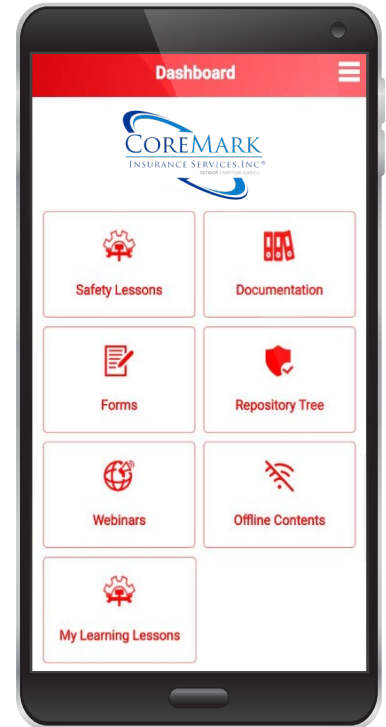 Dashboard
COREMARK
INSURANCE SERVICES, INC®
Safety Lessons
Documentation
Forms
Repository Tree
Webinars
Offline Contents
My Learning Lessons